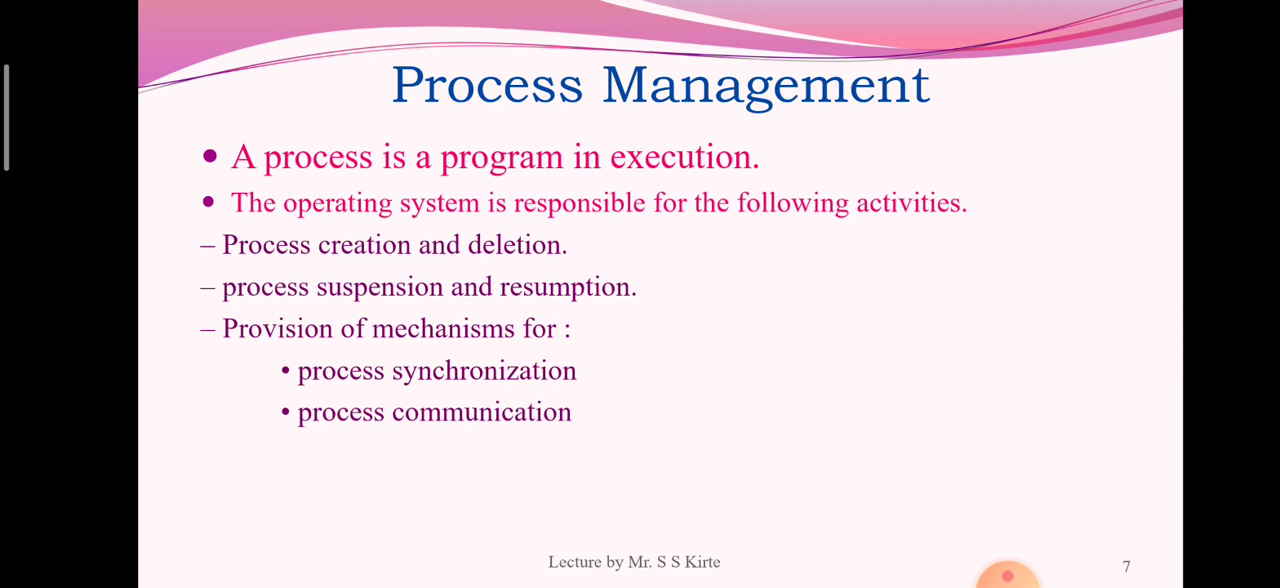 Process Management
• A process is a program in execution.
• The operating system is responsible for the following activities.
– Process creation and deletion.
– process suspension and resumption.
– Provision of mechanisms for :
• process synchronization
• process communication
Lecture by Mr. S S Kirte
7